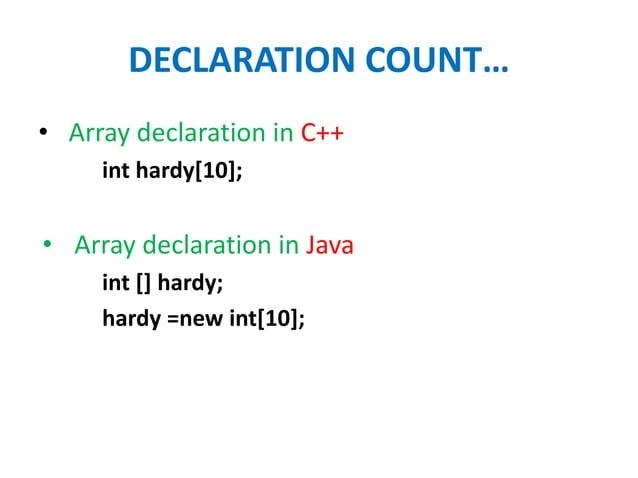 DECLARATION COUNT…
• Array declaration in C++
int hardy[10];
• Array declaration in Java
int [] hardy;
hardy =new int[10];